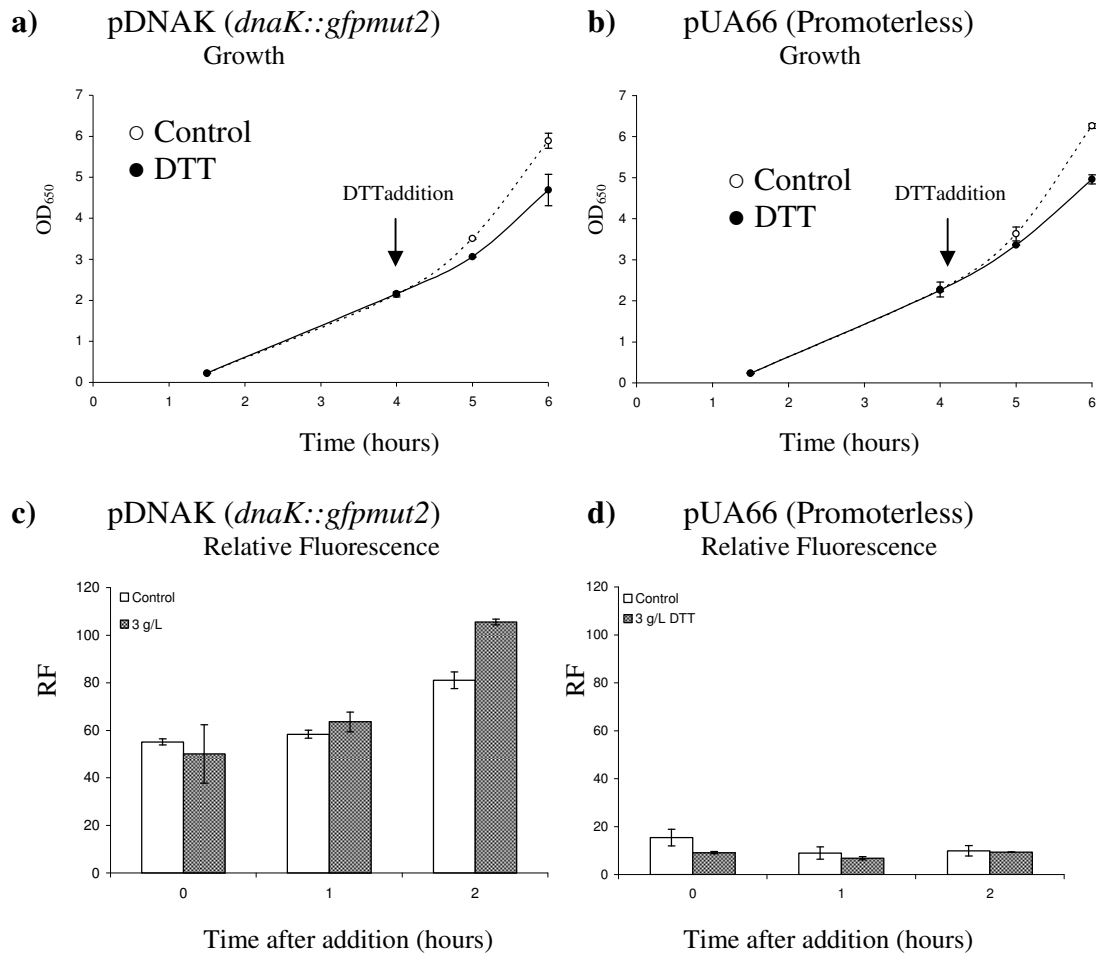 a) pDNAK (dnaK::gfpmut2)
Growth
7
6
5
4
3
2
1
0
OD650
Control
DTT
DTTaddition
0 1 2 3 4 5 6
Time (hours)
b) pUA66 (Promoterless)
Growth
7
6
5
4
3
2
1
0
OD650
Control
DTT
DTTaddition
0 1 2 3 4 5 6
Time (hours)
c) pDNAK (dnaK::gfpmut2)
Relative Fluorescence
120
100
80
60
40
20
0
RF
Control
3 g/L
0 1 2
Time after addition (hours)
d) pUA66 (Promoterless)
Relative Fluorescence
120
100
80
60
40
20
0
RF
Control
3 g/L DTT
0 1 2
Time after addition (hours)